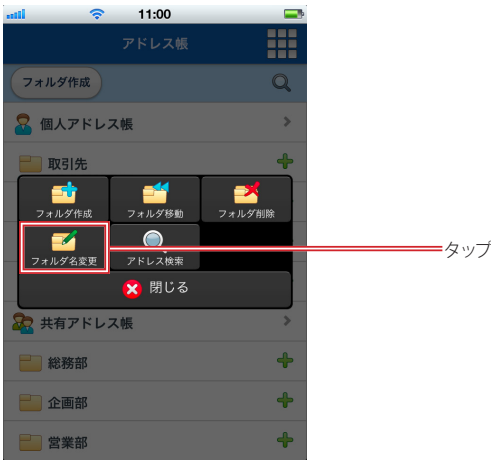 11:00
アドレス帳
フォルダ作成
個人アドレス帳
取引先
フォルダ作成 フォルダ移動 フォルダ削除
フォルダ名変更 アドレス検索
タップ
閉じる
共有アドレス帳
総務部
企画部
営業部